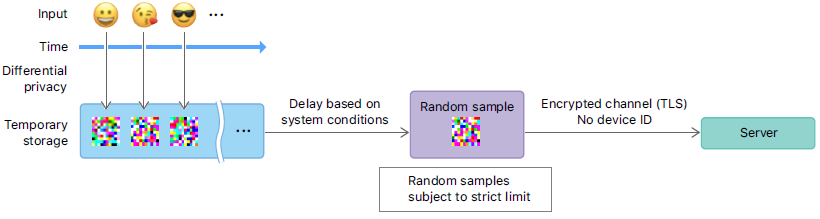 Input
...
Time
Differential
privacy
Temporary
storage
...
Delay based on
system conditions
Random sample
Random samples
subject to strict limit
Encrypted channel (TLS)
No device ID
Server